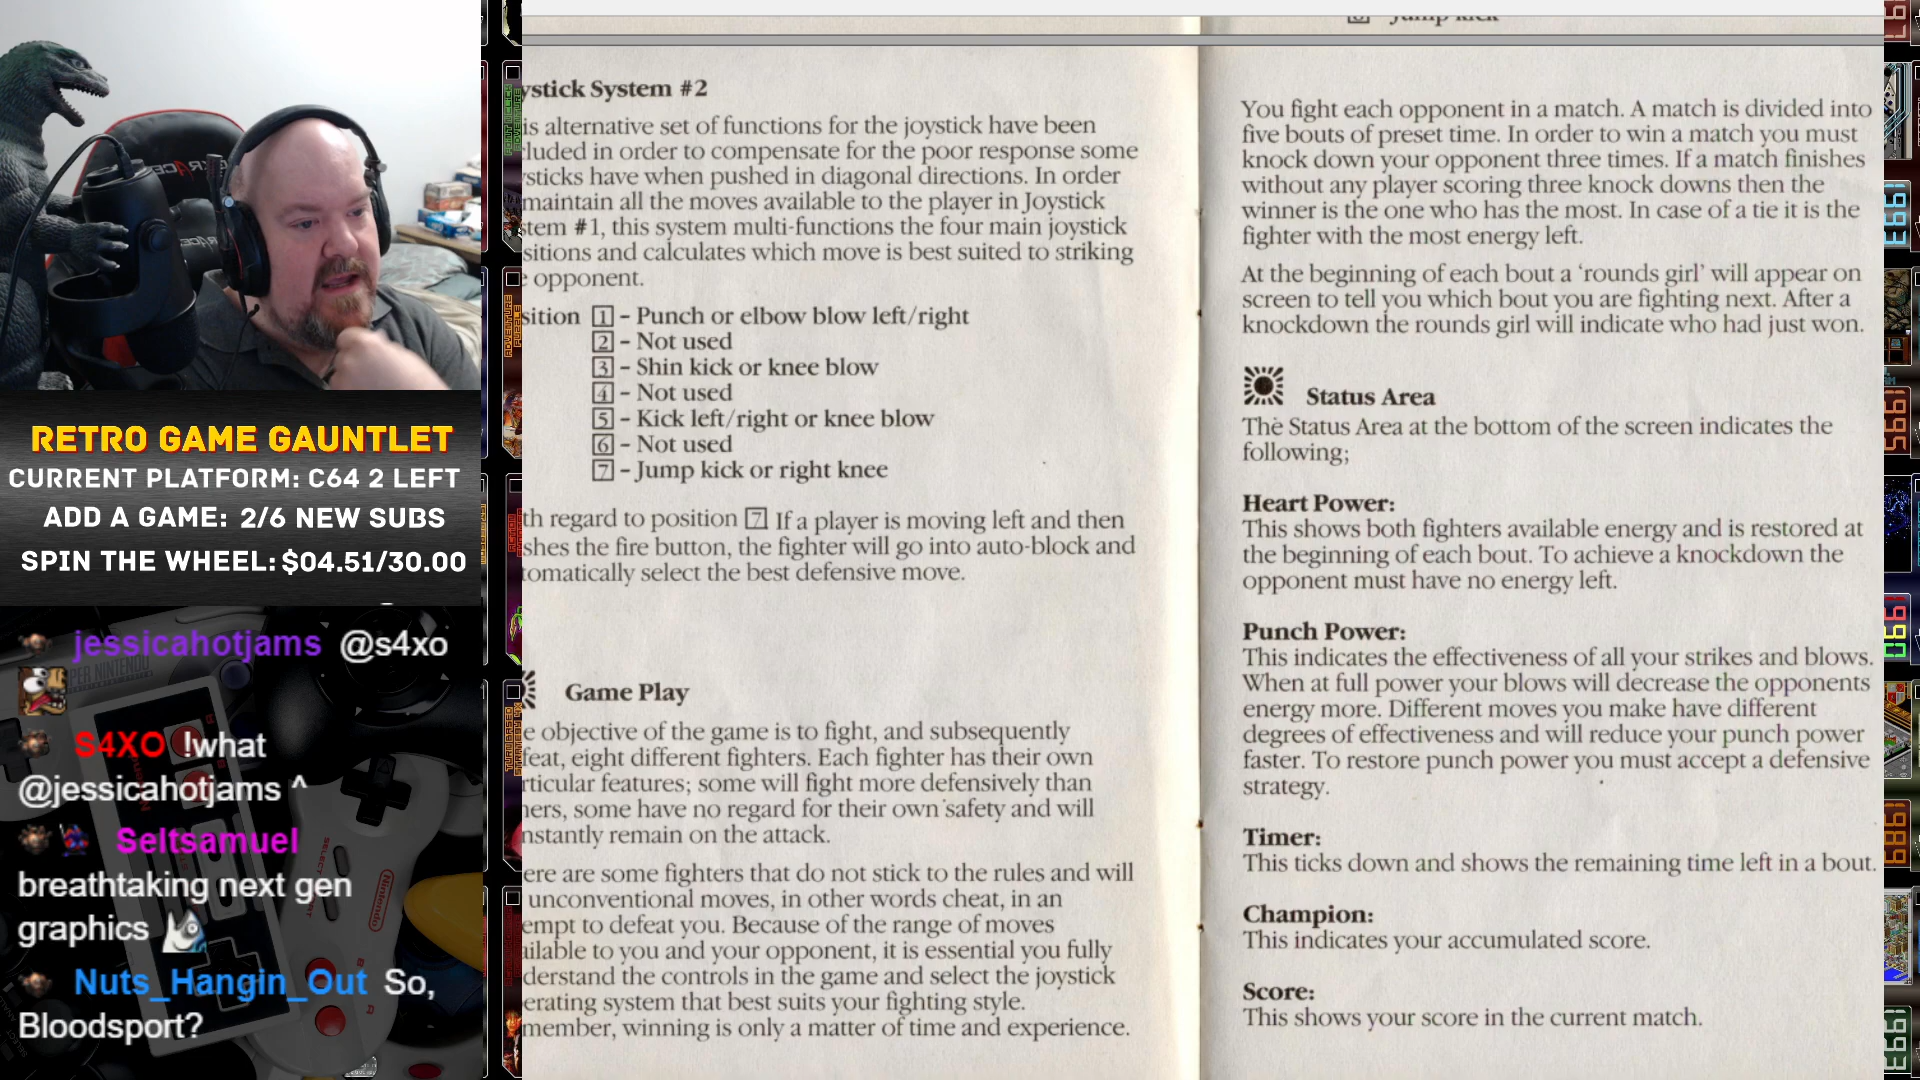 RETRO GAME GAUNTLET
CURRENT PLATFORM: C64 2 LEFT
ADD A GAME: 2/6 NEW SUBS
SPIN THE WHEEL: $04.51/30.00
jessicahotjams @s4xo
S4XO !what
@jessicahotjams ^
Seltsamuel
breathtaking next gen
graphics
Nuts_Hangin_Out So,
Bloodsport?
ystick System #2
is alternative set of functions for the joystick have been
luded in order to compensate for the poor response some
sticks have when pushed in diagonal directions. In order
maintain all the moves available to the player in Joystick
tem #1, this system multi-functions the four main joystick
sitions and calculates which move is best suited to striking
e opponent.
sition 1 – Punch or elbow blow left/right
2 – Not used
3 – Shin kick or knee blow
4 – Not used
5 – Kick left/right or knee blow
6 – Not used
7 – Jump kick or right knee
th regard to position 7 If a player is moving left and then
shes the fire button, the fighter will go into auto-block and
tomatically select the best defensive move.
Game Play
e objective of the game is to fight, and subsequently
feat, eight different fighters. Each fighter has their own
rticular features; some will fight more defensively than
hers, some have no regard for their own safety and will
nstantly remain on the attack.
ere are some fighters that do not stick to the rules and will
unconventional moves, in other words cheat, in an
empt to defeat you. Because of the range of moves
ilable to you and your opponent, it is essential you fully
derstand the controls in the game and select the joystick
erating system that best suits your fighting style.
member, winning is only a matter of time and experience.
Jump kick
You fight each opponent in a match. A match is divided into
five bouts of preset time. In order to win a match you must
knock down your opponent three times. If a match finishes
without any player scoring three knock downs then the
winner is the one who has the most. In case of a tie it is the
fighter with the most energy left.
At the beginning of each bout a ‘rounds girl’ will appear on
screen to tell you which bout you are fighting next. After a
knockdown the rounds girl will indicate who had just won.
Status Area
The Status Area at the bottom of the screen indicates the
following;
Heart Power:
This shows both fighters available energy and is restored at
the beginning of each bout. To achieve a knockdown the
opponent must have no energy left.
Punch Power:
This indicates the effectiveness of all your strikes and blows.
When at full power your blows will decrease the opponents
energy more. Different moves you make have different
degrees of effectiveness and will reduce your punch power
faster. To restore punch power you must accept a defensive
strategy.
Timer:
This ticks down and shows the remaining time left in a bout.
Champion:
This indicates your accumulated score.
Score:
This shows your score in the current match.